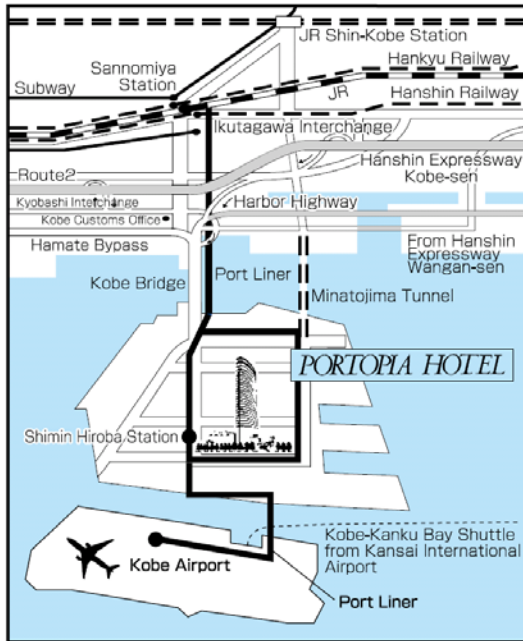 JR Shin-Kobe Station
Sannomiya
Station
Hankyu Railway
Subway
JR
Hanshin Railway
Ikutagawa Interchange
Hanshin Expressway
Kobe-sen
Route2
Kyobashi Interchange
Harbor Highway
Kobe Customs Office
Hamate Bypass
From Hanshin
Expressway
Wangan-sen
Kobe Bridge
Port Liner
Minatojima Tunnel
PORTOPIA HOTEL
Shimin Hiroba Station
Kobe-Kanku Bay Shuttle
from Kansai International
Airport
Kobe Airport
Port Liner